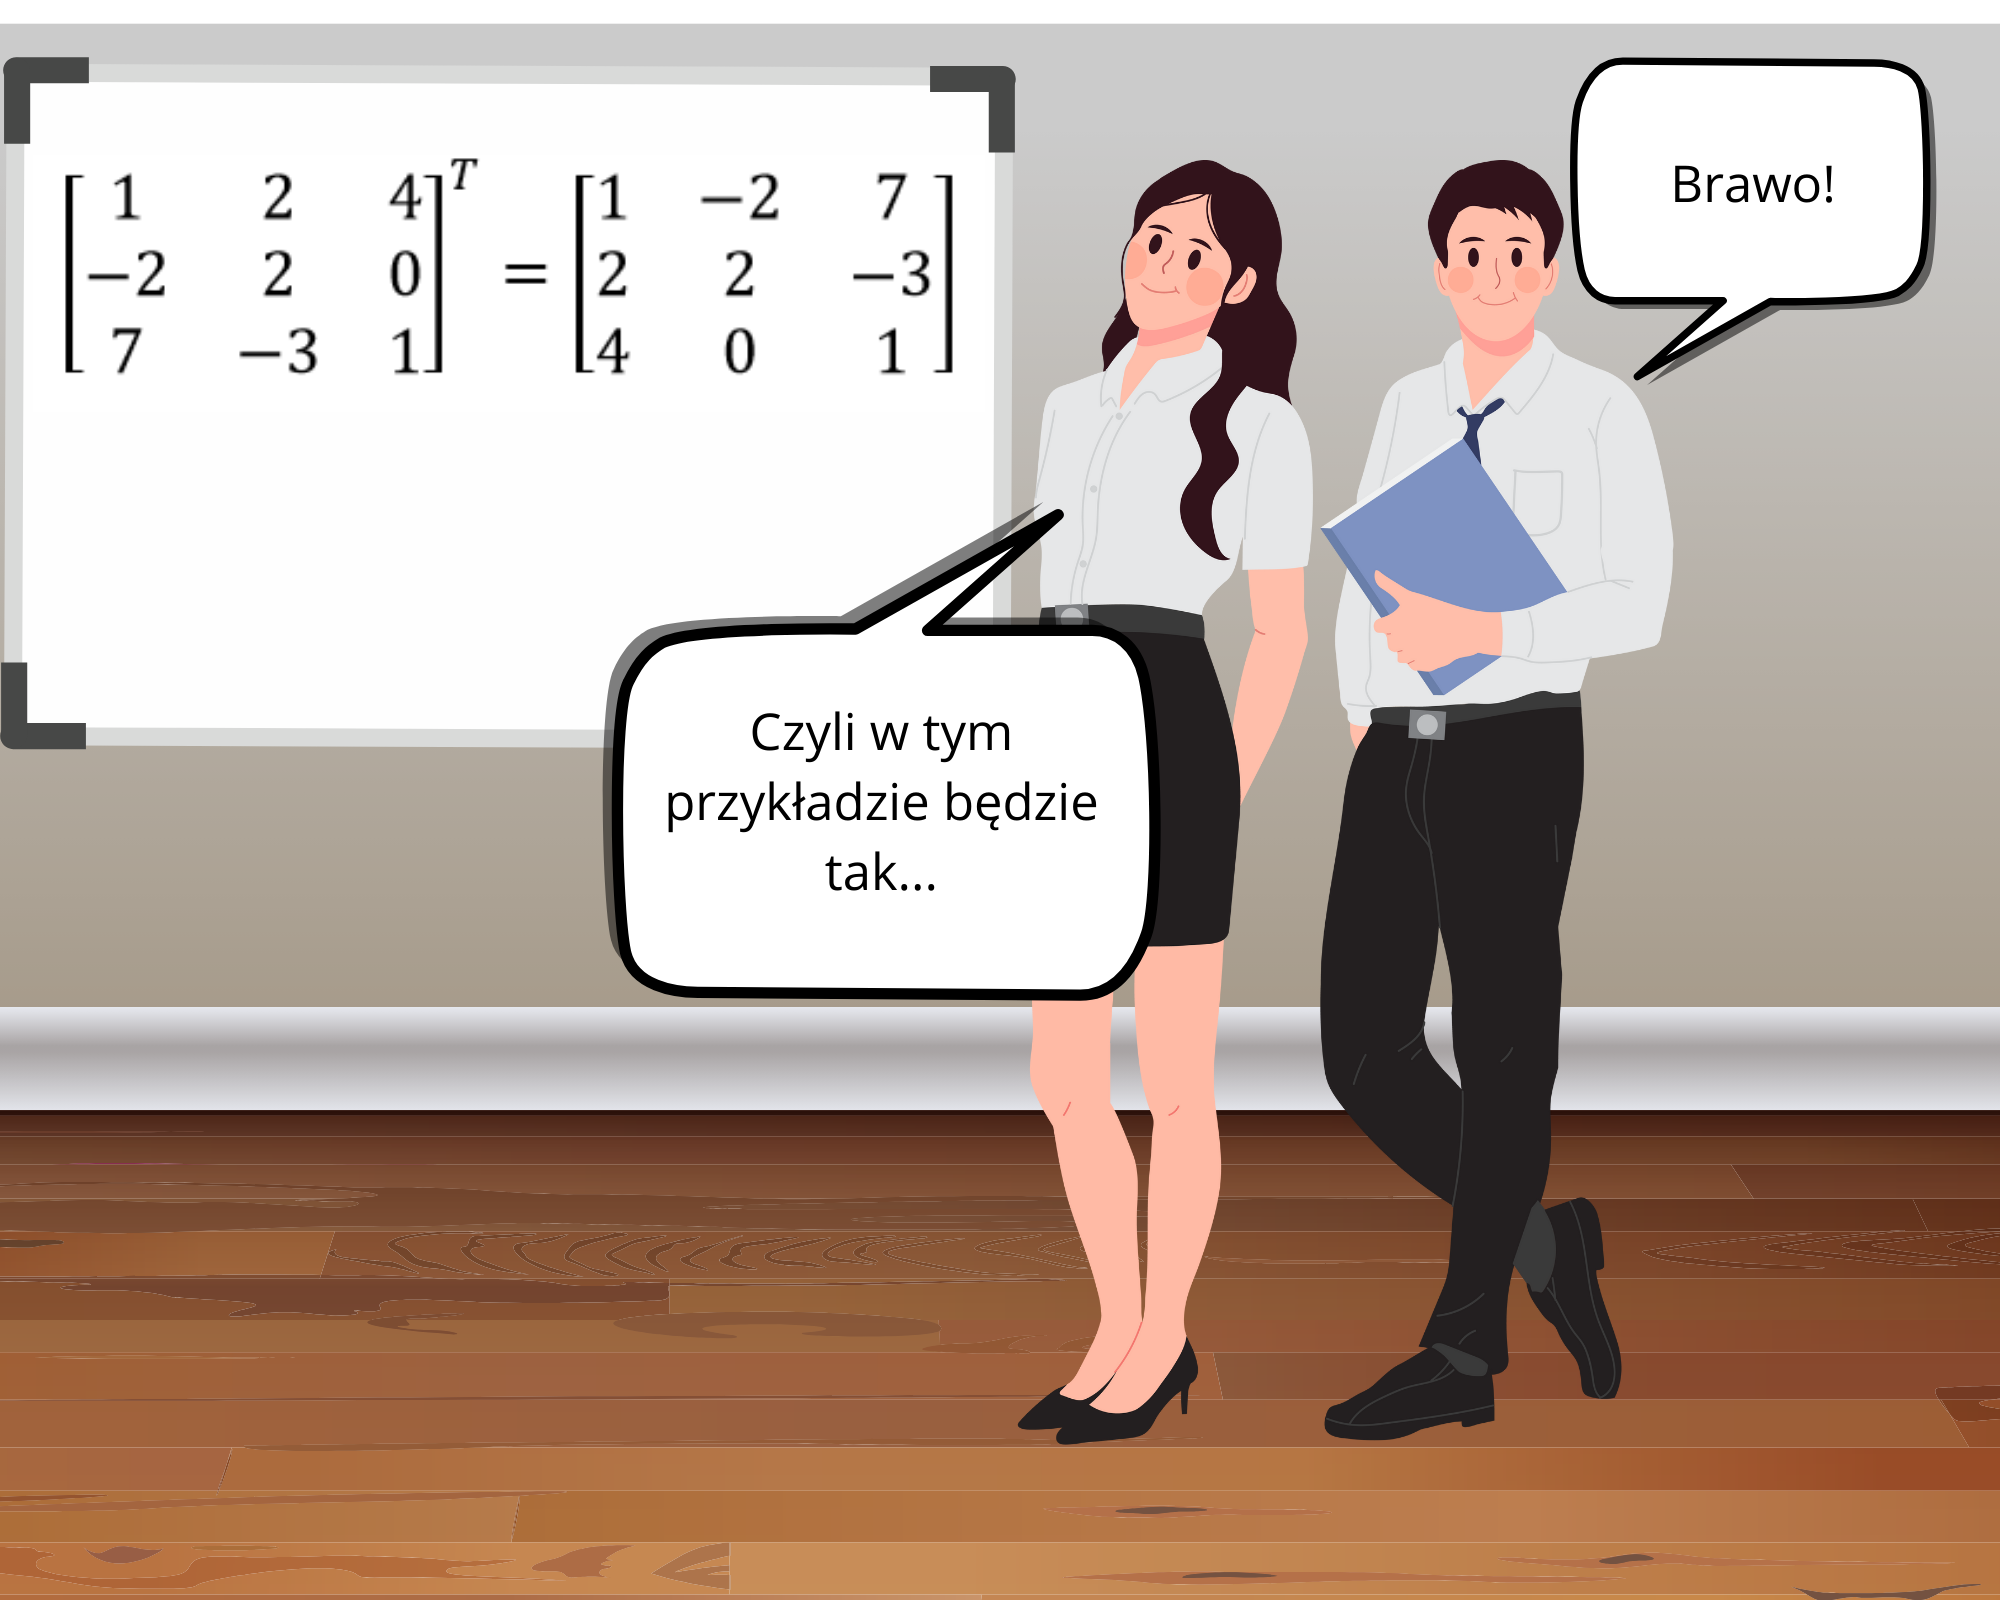 [1 2 4]ᵀ = [1 −2 7]
[−2 2 0] [2 2 −3]
[7 −3 1] [4 0 1]
Brawo!
Czyli w tym
przykładzie będzie
tak...